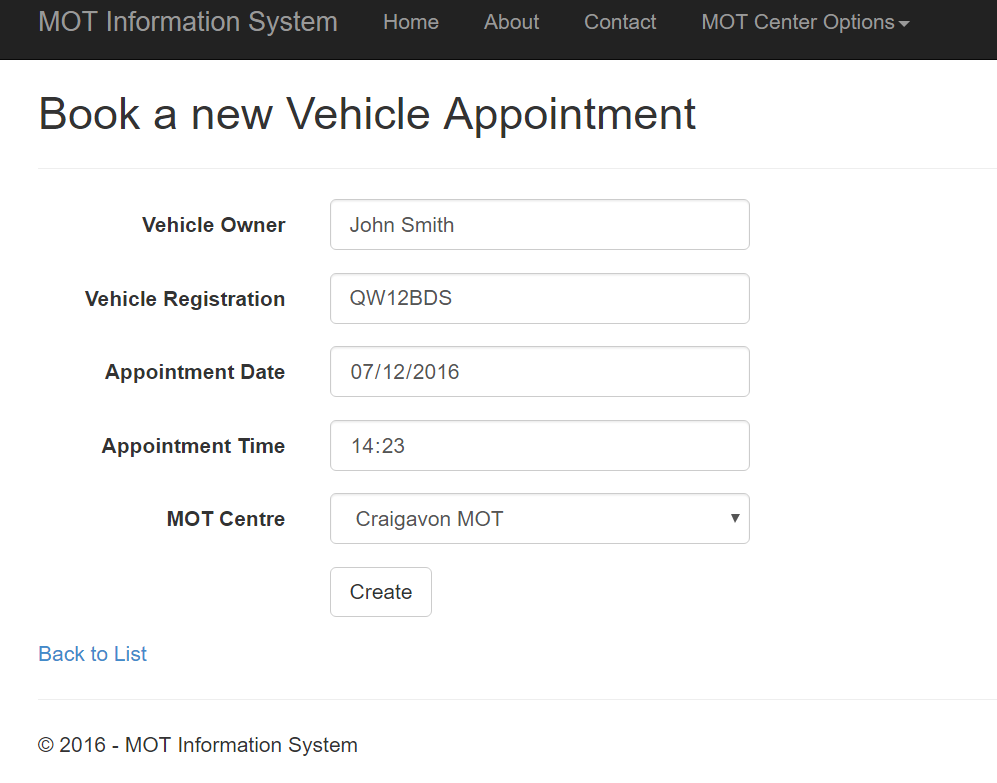 MOT Information System Home About Contact MOT Center Options
Book a new Vehicle Appointment
Vehicle Owner John Smith
Vehicle Registration QW12BDS
Appointment Date 07/12/2016
Appointment Time 14:23
MOT Centre Craigavon MOT
Create
Back to List
© 2016 - MOT Information System